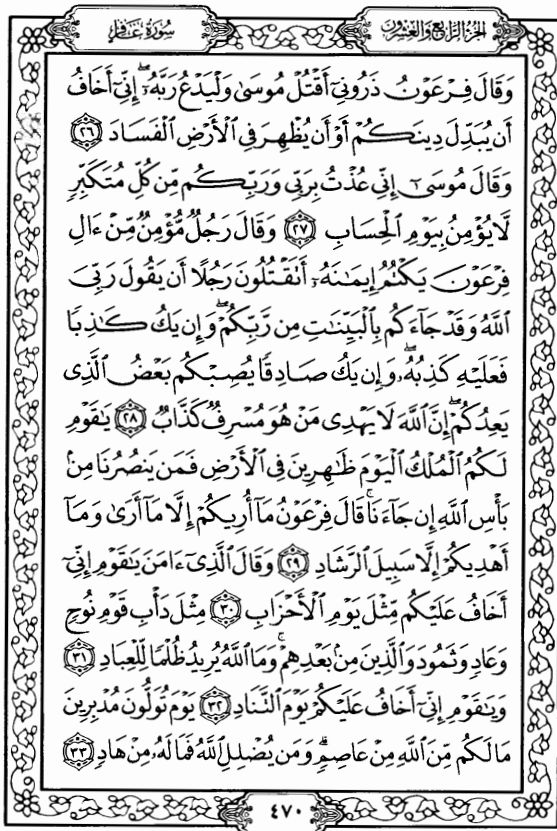 الجزء الرابع والعشرون
سورة غافر
وَقَالَ فِرْعَوْنُ ذَرُونِىٓ أَقْتُلْ مُوسَىٰ وَلْيَدْعُ رَبَّهُۥٓ ۖ إِنِّىٓ أَخَافُ
أَن يُبَدِّلَ دِينَكُمْ أَوْ أَن يُظْهِرَ فِى ٱلْأَرْضِ ٱلْفَسَادَ ٢٦
وَقَالَ مُوسَىٰٓ إِنِّى عُذْتُ بِرَبِّى وَرَبِّكُم مِّن كُلِّ مُتَكَبِّرٍ
لَّا يُؤْمِنُ بِيَوْمِ ٱلْحِسَابِ ٢٧ وَقَالَ رَجُلٌ مُّؤْمِنٌ مِّنْ ءَالِ
فِرْعَوْنَ يَكْتُمُ إِيمَـٰنَهُۥٓ أَتَقْتُلُونَ رَجُلًا أَن يَقُولَ رَبِّىَ
ٱللَّهُ وَقَدْ جَآءَكُم بِٱلْبَيِّنَـٰتِ مِن رَّبِّكُمْ ۖ وَإِن يَكُ كَـٰذِبًا
فَعَلَيْهِ كَذِبُهُۥ ۖ وَإِن يَكُ صَادِقًا يُصِبْكُم بَعْضُ ٱلَّذِى
يَعِدُكُمْ ۖ إِنَّ ٱللَّهَ لَا يَهْدِى مَنْ هُوَ مُسْرِفٌ كَذَّابٌ ٢٨ يَـٰقَوْمِ
لَكُمُ ٱلْمُلْكُ ٱلْيَوْمَ ظَـٰهِرِينَ فِى ٱلْأَرْضِ فَمَن يَنصُرُنَا مِنۢ
بَأْسِ ٱللَّهِ إِن جَآءَنَا ۚ قَالَ فِرْعَوْنُ مَآ أُرِيكُمْ إِلَّا مَآ أَرَىٰ وَمَآ
أَهْدِيكُمْ إِلَّا سَبِيلَ ٱلرَّشَادِ ٢٩ وَقَالَ ٱلَّذِىٓ ءَامَنَ يَـٰقَوْمِ إِنِّىٓ
أَخَافُ عَلَيْكُم مِّثْلَ يَوْمِ ٱلْأَحْزَابِ ٣٠ مِثْلَ دَأْبِ قَوْمِ نُوحٍ
وَعَادٍ وَثَمُودَ وَٱلَّذِينَ مِنۢ بَعْدِهِمْ ۚ وَمَا ٱللَّهُ يُرِيدُ ظُلْمًا لِّلْعِبَادِ ٣١
وَيَـٰقَوْمِ إِنِّىٓ أَخَافُ عَلَيْكُمْ يَوْمَ ٱلتَّنَادِ ٣٢ يَوْمَ تُوَلُّونَ مُدْبِرِينَ
مَا لَكُم مِّنَ ٱللَّهِ مِنْ عَاصِمٍ ۗ وَمَن يُضْلِلِ ٱللَّهُ فَمَا لَهُۥ مِنْ هَادٍ ٣٣
٤٧٠